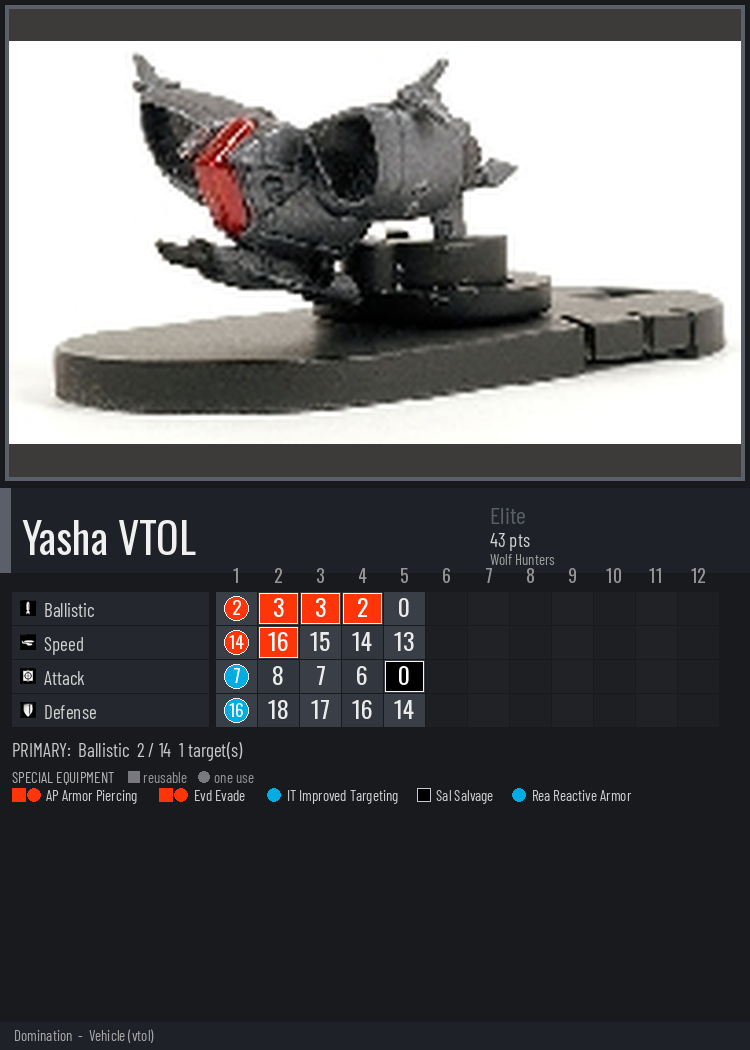 Yasha VTOL
Elite
43 pts
Wolf Hunters
1 2 3 4 5 6 7 8 9 10 11 12
Ballistic 2 3 3 2 0
Speed 14 16 15 14 13
Attack 7 8 7 6 0
Defense 16 18 17 16 14
PRIMARY: Ballistic 2 / 14 1 target(s)
SPECIAL EQUIPMENT reusable one use
AP Armor Piercing Evd Evade IT Improved Targeting Sal Salvage Rea Reactive Armor
Domination - Vehicle (vtol)